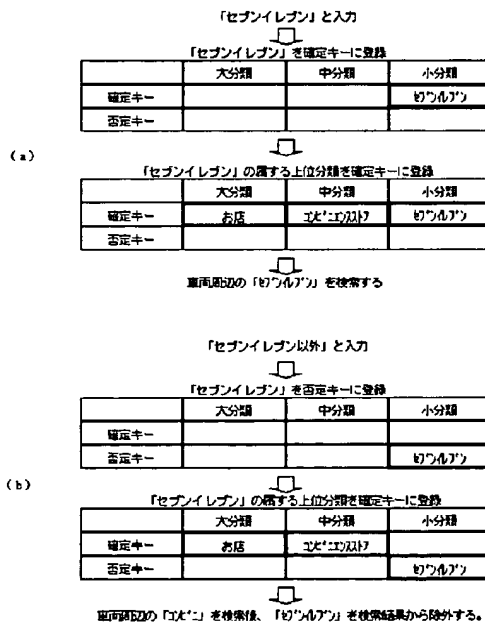 「セブンイレブン」と入力
「セブンイレブン」を確定キーに登録
大分類 中分類 小分類
確定キー ｾﾌﾞﾝｲﾚﾌﾞﾝ
否定キー
(a)
「セブンイレブン」の属する上位分類を確定キーに登録
大分類 中分類 小分類
確定キー お店 ｺﾝﾋﾞﾆｴﾝｽｽﾄｱ ｾﾌﾞﾝｲﾚﾌﾞﾝ
否定キー
車両周辺の「ｾﾌﾞﾝｲﾚﾌﾞﾝ」を検索する
「セブンイレブン以外」と入力
「セブンイレブン」を否定キーに登録
大分類 中分類 小分類
確定キー
否定キー ｾﾌﾞﾝｲﾚﾌﾞﾝ
(b)
「セブンイレブン」の属する上位分類を確定キーに登録
大分類 中分類 小分類
確定キー お店 ｺﾝﾋﾞﾆｴﾝｽｽﾄｱ
否定キー ｾﾌﾞﾝｲﾚﾌﾞﾝ
車両周辺の「ｺﾝﾋﾞﾆ」を検索後、「ｾﾌﾞﾝｲﾚﾌﾞﾝ」を検索結果から除外する。